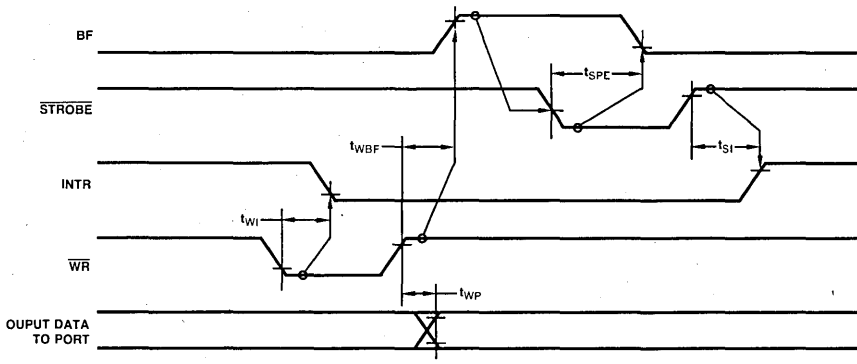 BF
tSPE
STROBE
tWBF
tSI
INTR
tWI
WR
tWP
OUPUT DATA
TO PORT